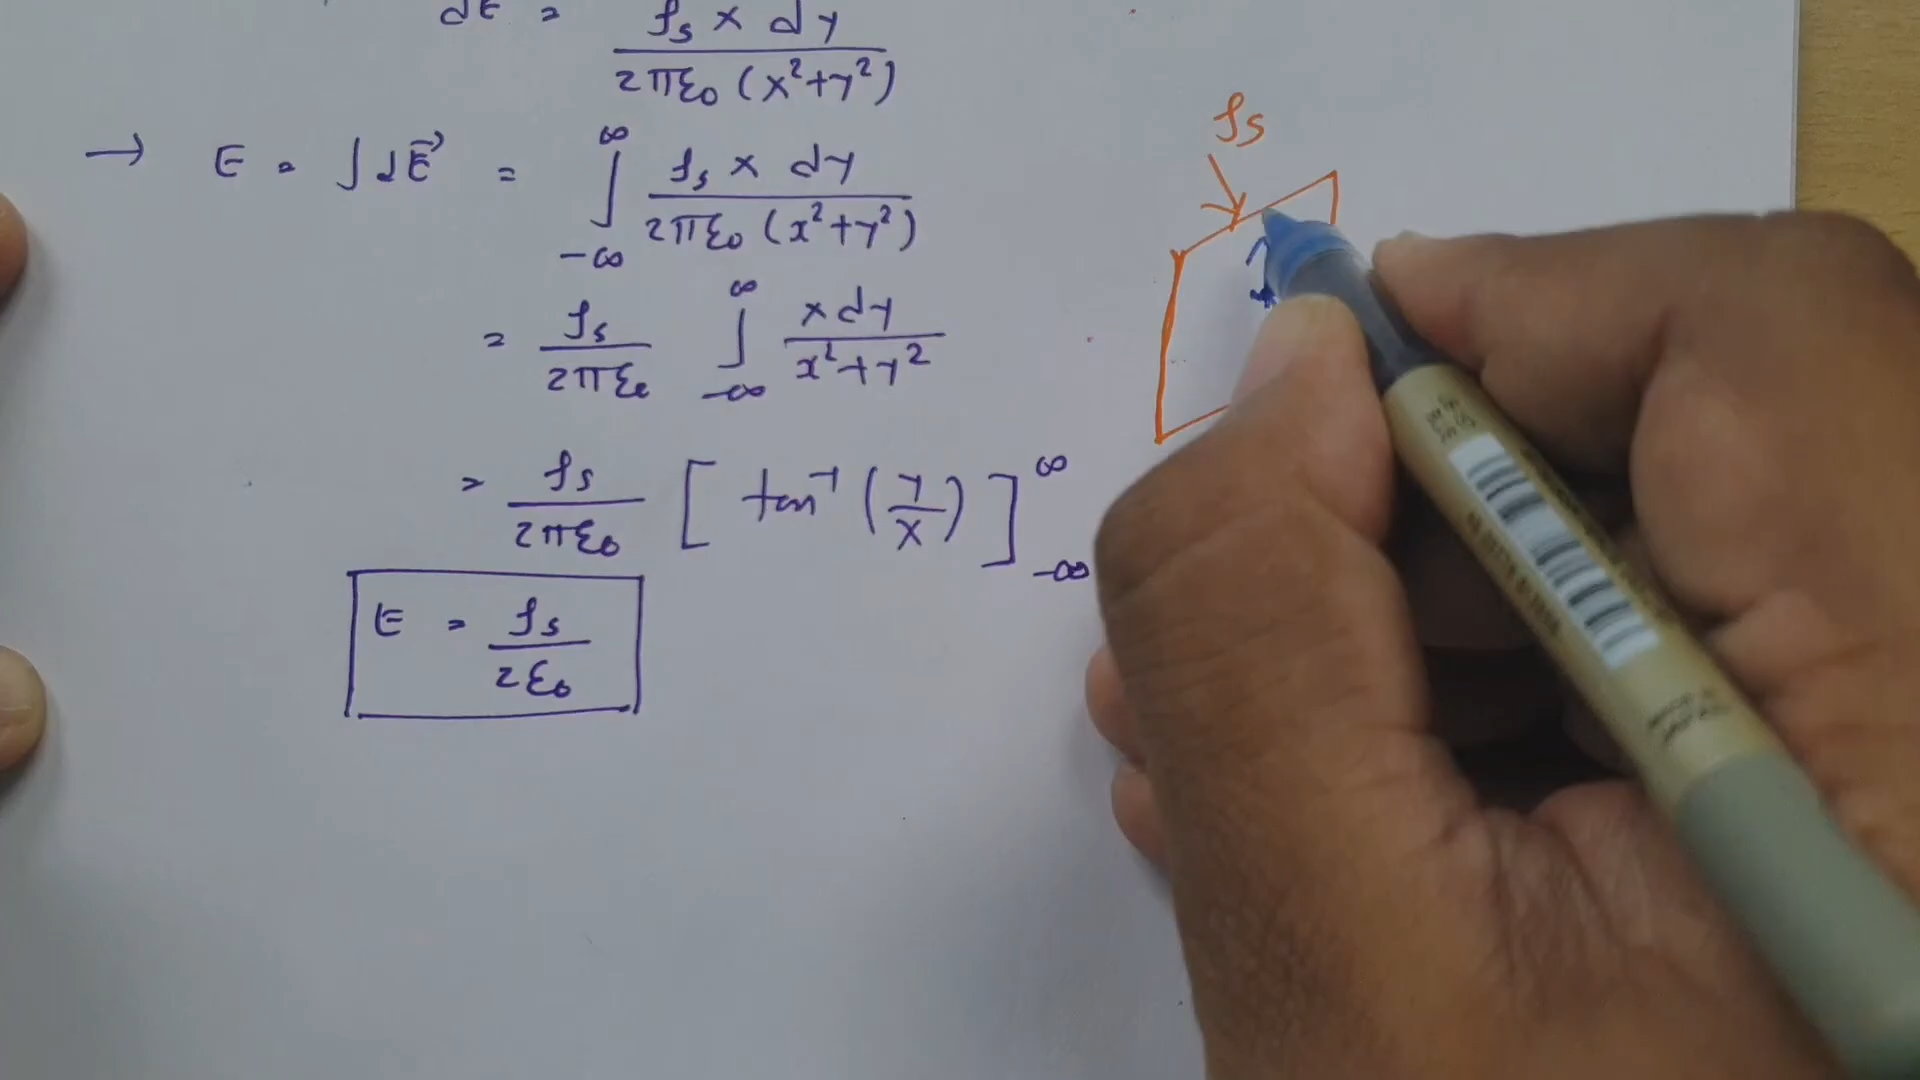 dE = ρs x dy / 2πε0 (x²+y²)
→ E = ∫dE⃗ = ∫_{-∞}^{∞} ρs x dy / 2πε0 (x²+y²)
= ρs / 2πε0 ∫_{-∞}^{∞} x dy / x²+y²
= ρs / 2πε0 [ tan⁻¹ (y/x) ]_{-∞}^{∞}
E = ρs / 2ε0
ρs